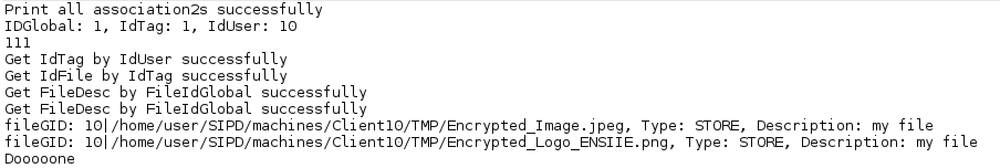 Print all association2s successfully
IDGlobal: 1, IdTag: 1, IdUser: 10
111
Get IdTag by IdUser successfully
Get IdFile by IdTag successfully
Get FileDesc by FileIdGlobal successfully
Get FileDesc by FileIdGlobal successfully
fileGID: 10|/home/user/SIPD/machines/Client10/TMP/Encrypted_Image.jpeg, Type: STORE, Description: my file
fileGID: 10|/home/user/SIPD/machines/Client10/TMP/Encrypted_Logo_ENSIIE.png, Type: STORE, Description: my file
Dooooone